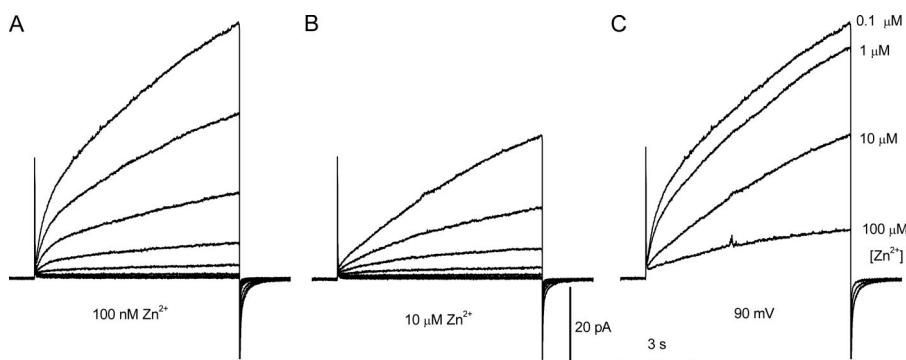 A
B
C
0.1 μM
1 μM
10 μM
100 μM
[Zn²⁺]
100 nM Zn²⁺
10 μM Zn²⁺
20 pA
3 s
90 mV